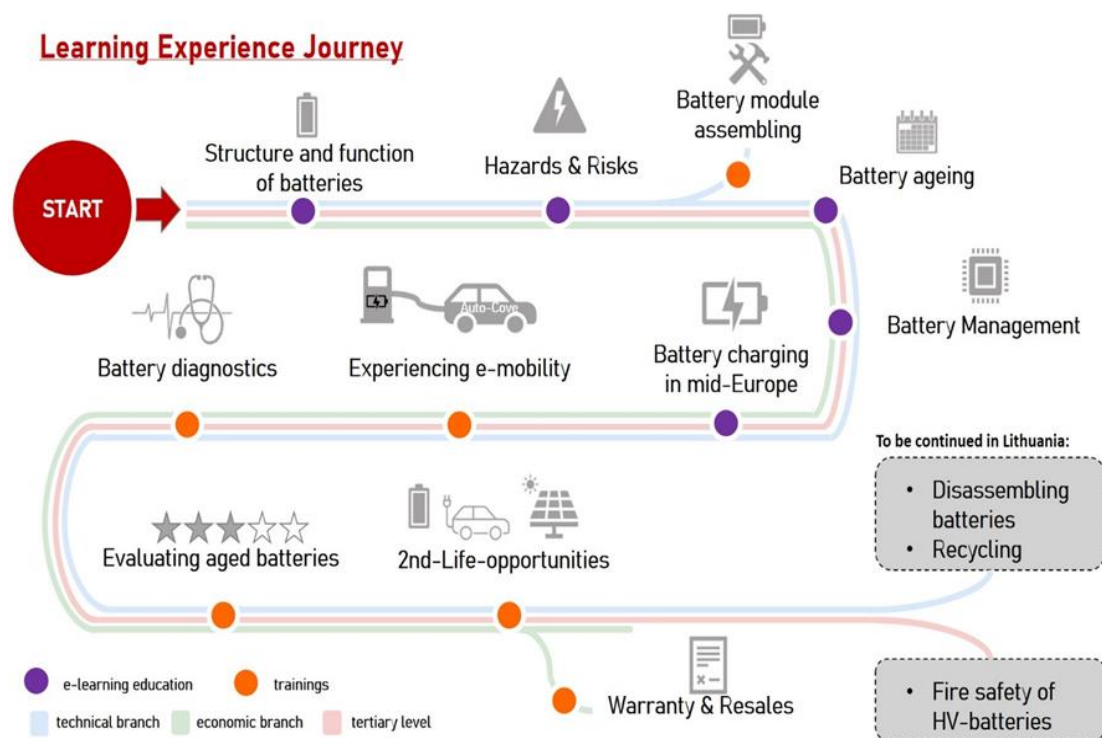 Learning Experience Journey
START
Structure and function
of batteries
Hazards & Risks
Battery module
assembling
Battery ageing
Battery Management
Battery charging
in mid-Europe
Auto-Cove
Experiencing e-mobility
Battery diagnostics
Evaluating aged batteries
2nd-Life-opportunities
Warranty & Resales
To be continued in Lithuania:
• Disassembling
batteries
• Recycling
• Fire safety of
HV-batteries
e-learning education
trainings
technical branch
economic branch
tertiary level